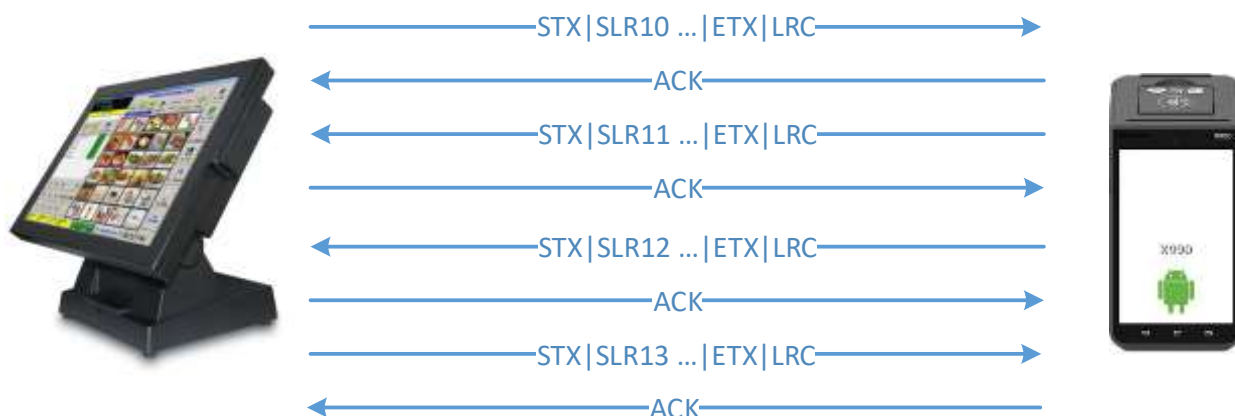 STX|SLR10 ...|ETX|LRC
ACK
STX|SLR11 ...|ETX|LRC
ACK
STX|SLR12 ...|ETX|LRC
X990
ACK
STX|SLR13 ...|ETX|LRC
ACK